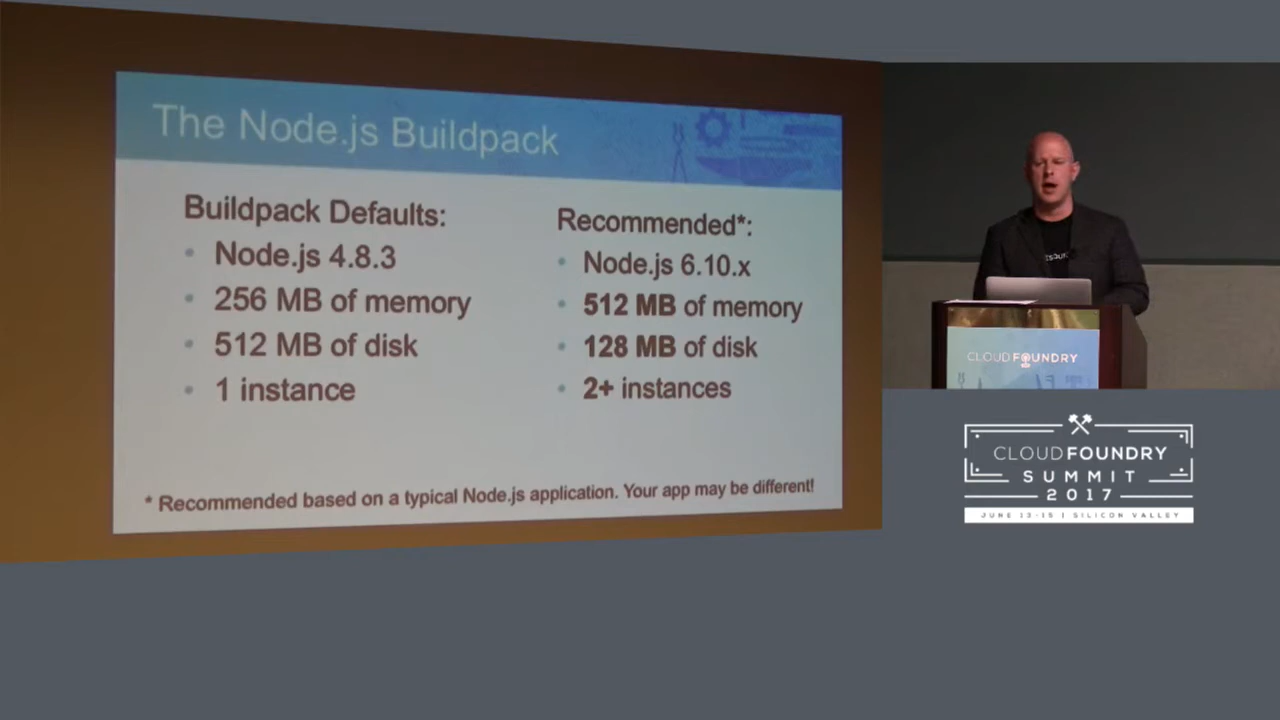 The Node.js Buildpack
Buildpack Defaults:
• Node.js 4.8.3
• 256 MB of memory
• 512 MB of disk
• 1 instance
Recommended*:
• Node.js 6.10.x
• 512 MB of memory
• 128 MB of disk
• 2+ instances
* Recommended based on a typical Node.js application. Your app may be different!
CLOUD FOUNDRY
CLOUD FOUNDRY
SUMMIT
2017
JUNE 13-15 | SILICON VALLEY